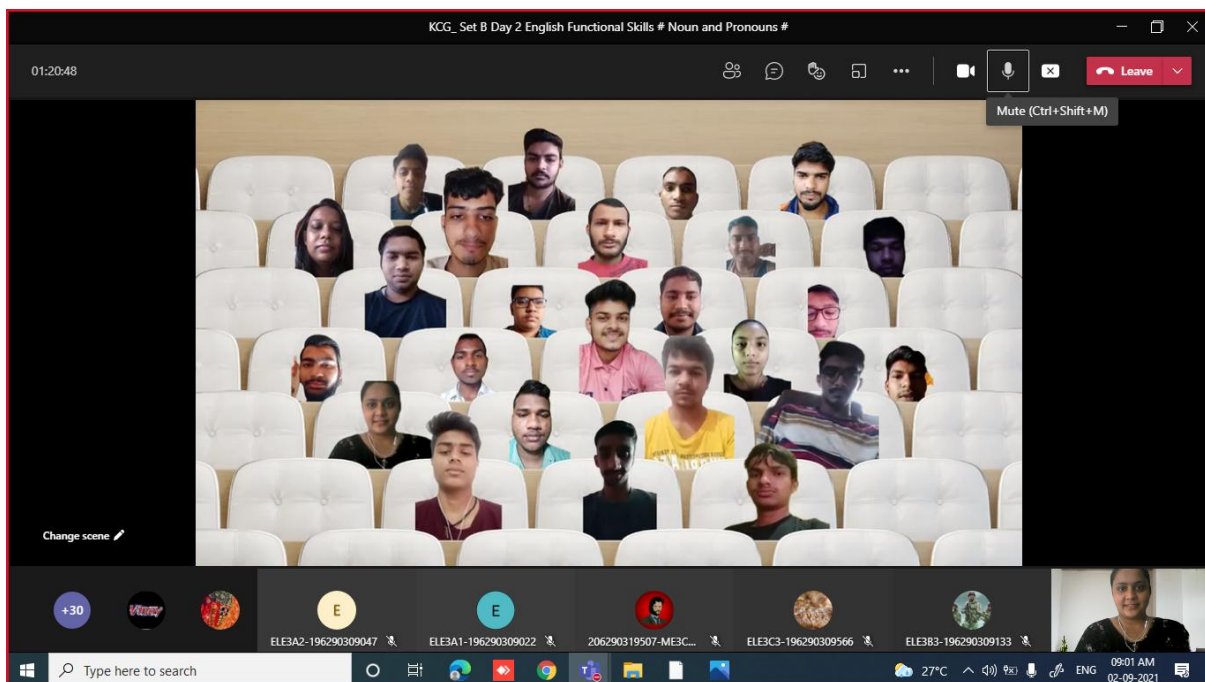 KCG_ Set B Day 2 English Functional Skills # Noun and Pronouns #
01:20:48
Leave
Mute (Ctrl+Shift+M)
Change scene
+30
Vinay
E
E
ELE3A2-196290309047
ELE3A1-196290309022
206290319507-ME3C...
ELE3C3-196290309566
ELE3B3-196290309133
Type here to search
27°C
ENG
09:01 AM
02-09-2021